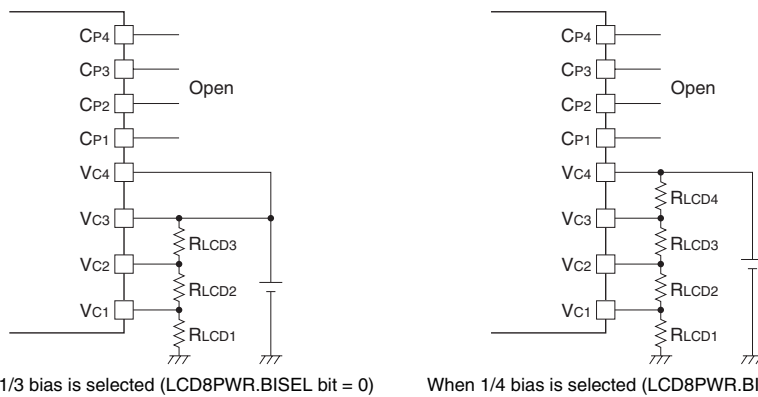 CP4
CP3
CP2
CP1
Open
VC4
VC3
VC2
VC1
RLCD3
RLCD2
RLCD1
1/3 bias is selected (LCD8PWR.BISEL bit = 0)
CP4
CP3
CP2
CP1
Open
VC4
VC3
VC2
VC1
RLCD4
RLCD3
RLCD2
RLCD1
When 1/4 bias is selected (LCD8PWR.BI